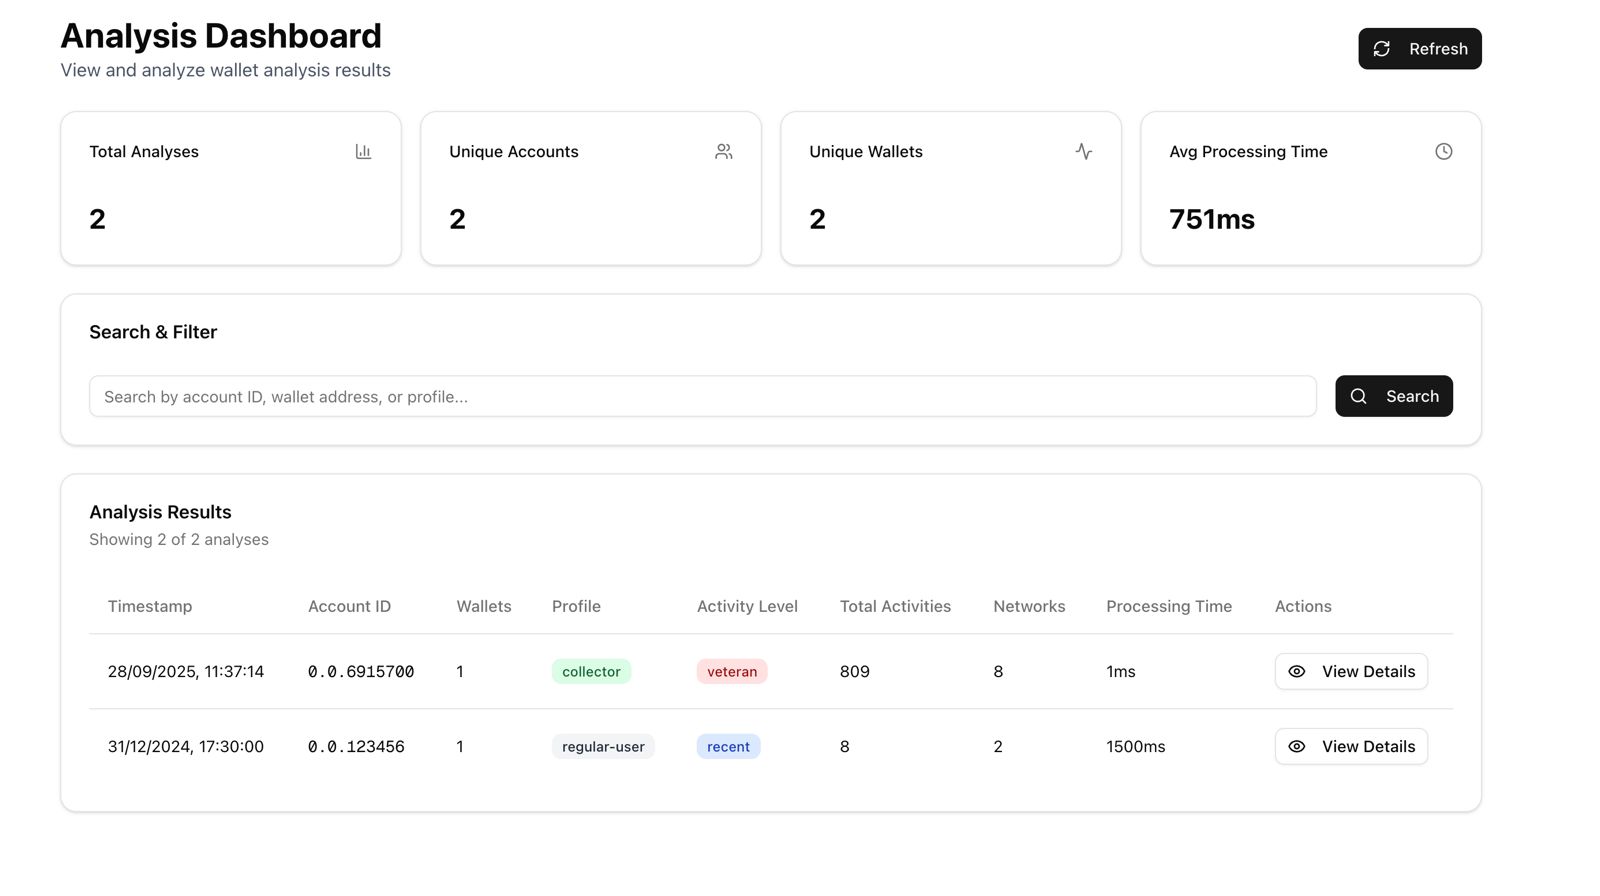 Analysis Dashboard
View and analyze wallet analysis results
Refresh
Total Analyses
2
Unique Accounts
2
Unique Wallets
2
Avg Processing Time
751ms
Search & Filter
Search by account ID, wallet address, or profile...
Search
Analysis Results
Showing 2 of 2 analyses
Timestamp Account ID Wallets Profile Activity Level Total Activities Networks Processing Time Actions
28/09/2025, 11:37:14 0.0.6915700 1 collector veteran 809 8 1ms View Details
31/12/2024, 17:30:00 0.0.123456 1 regular-user recent 8 2 1500ms View Details